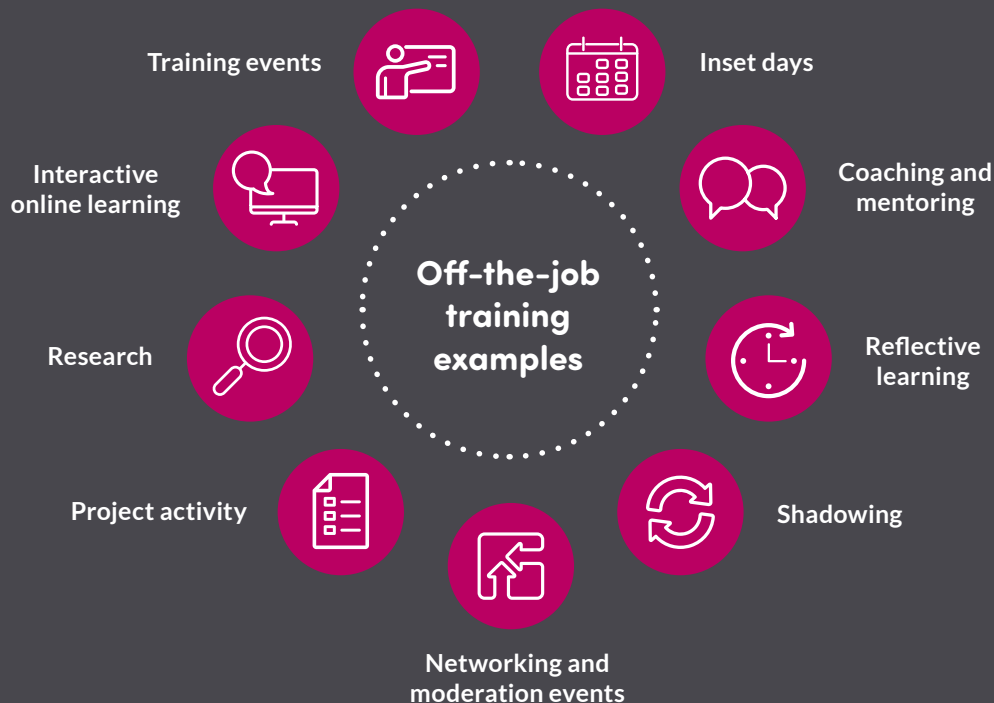 Off-the-job
training
examples
Training events
Inset days
Coaching and
mentoring
Reflective
learning
Shadowing
Networking and
moderation events
Project activity
Research
Interactive
online learning